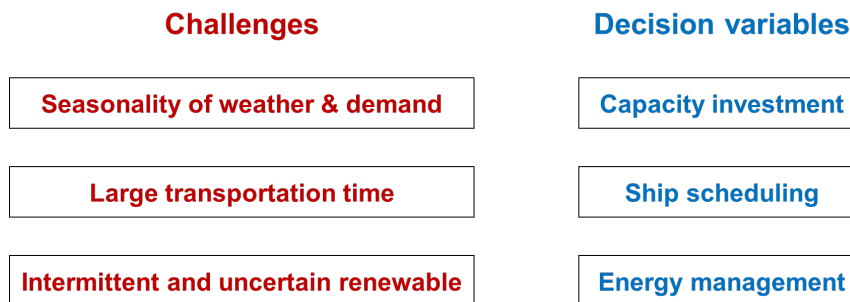 Challenges
Decision variables
Seasonality of weather & demand
Capacity investment
Large transportation time
Ship scheduling
Intermittent and uncertain renewable
Energy management